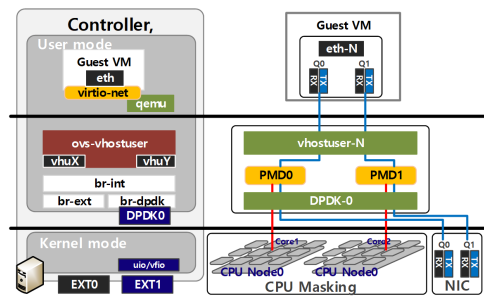 Controller,
User mode
Guest VM
eth
virtio-net
qemu
ovs-vhostuser
vhuX
vhuY
br-int
br-ext
br-dpdk
DPDK0
Kernel mode
uio/vfio
EXT0
EXT1
Guest VM
eth-N
Q0
Q1
RX
TX
RX
TX
vhostuser-N
PMD0
PMD1
DPDK-0
Core1
Core2
CPU Node0
CPU Node0
CPU Masking
Q0
Q1
RX
TX
RX
TX
NIC